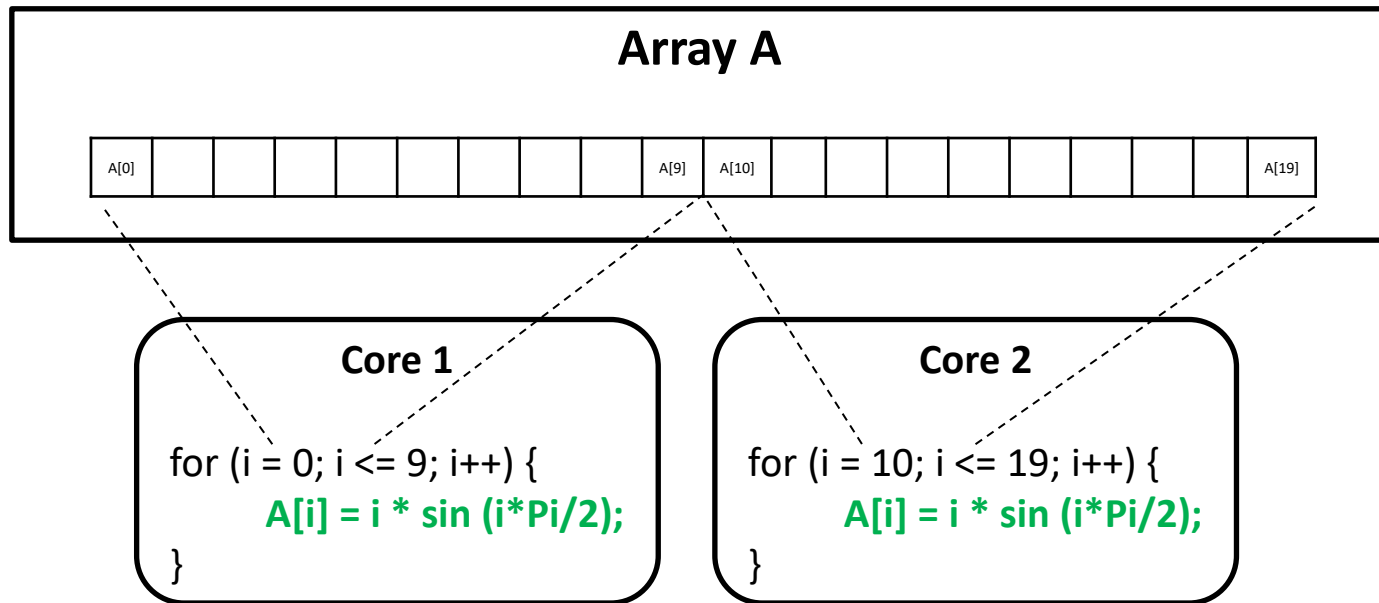 Array A
A[0] A[9] A[10] A[19]
Core 1
for (i = 0; i <= 9; i++) {
A[i] = i * sin (i*Pi/2);
}
Core 2
for (i = 10; i <= 19; i++) {
A[i] = i * sin (i*Pi/2);
}